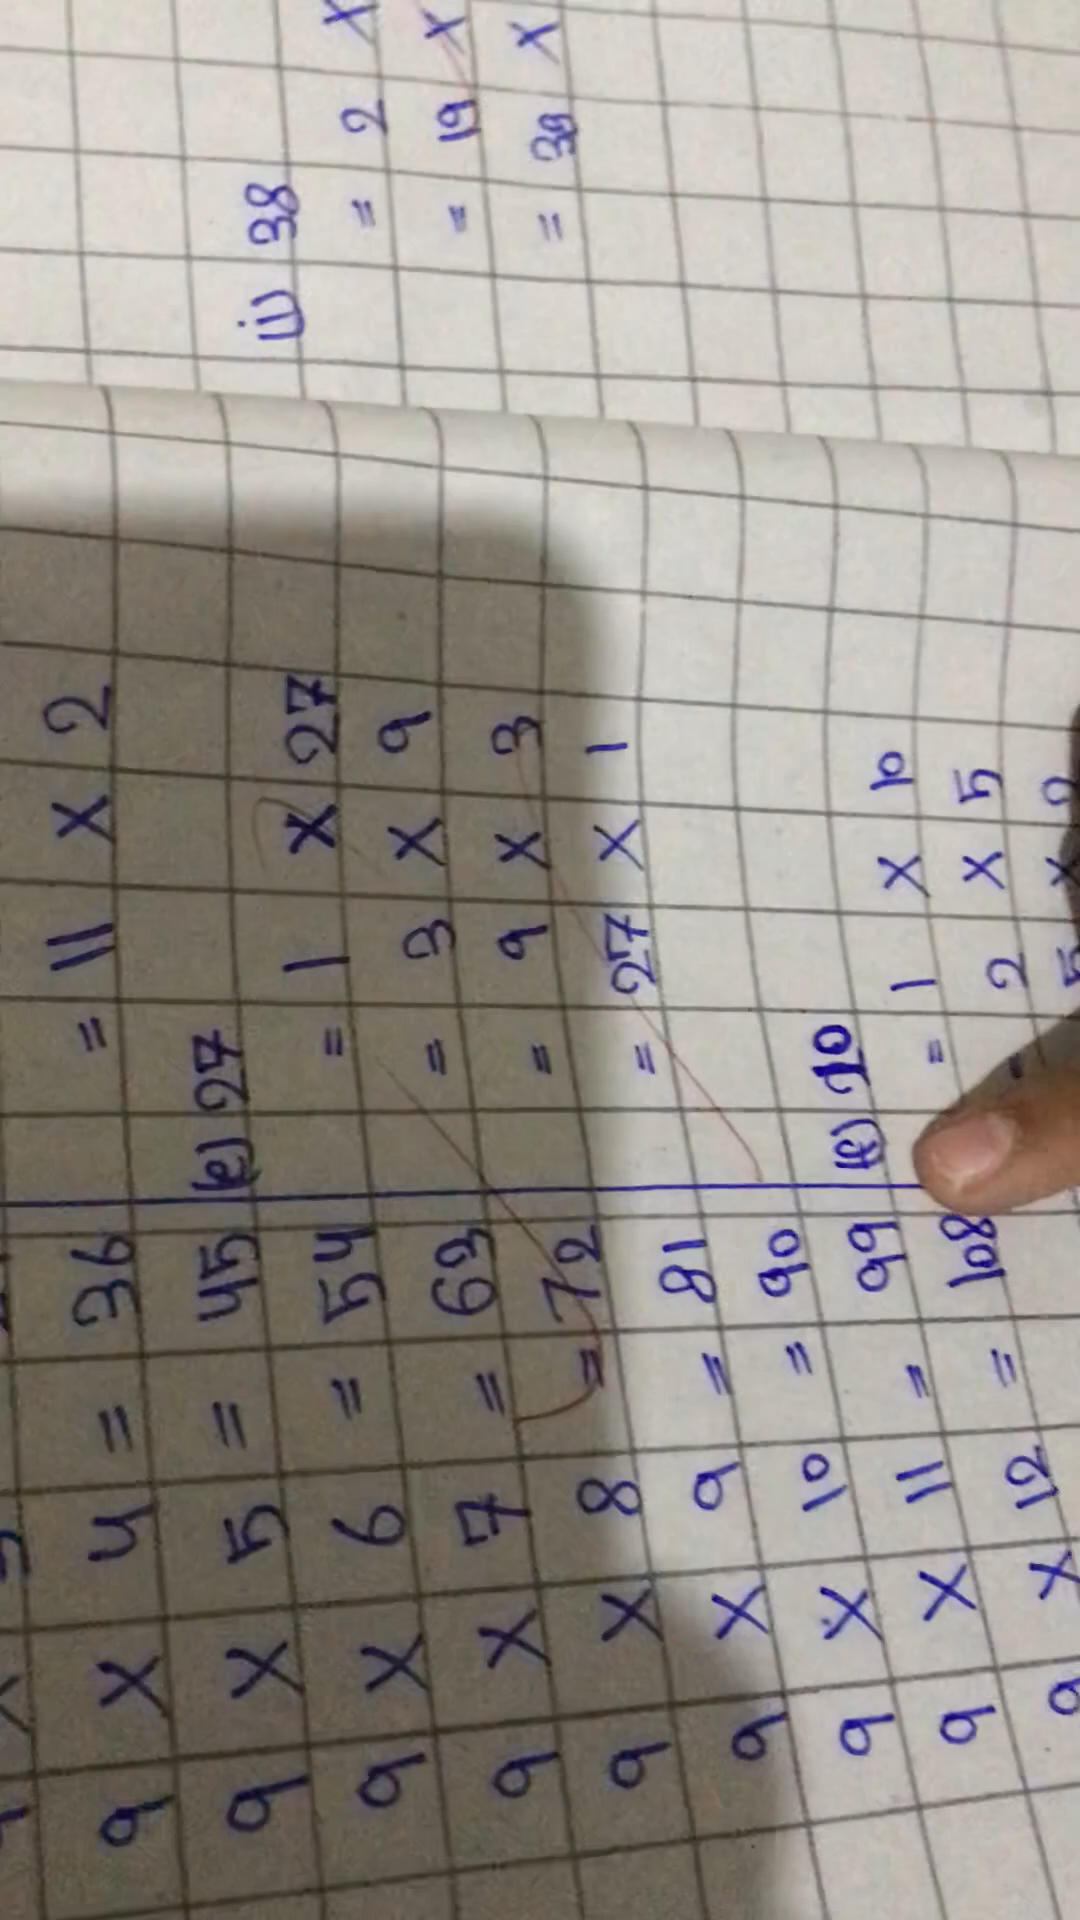 9 X 4 = 36
9 X 5 = 45
9 X 6 = 54
9 X 7 = 63
9 X 8 = 72
9 X 9 = 81
9 X 10 = 90
9 X 11 = 99
9 X 12 = 108
= 11 X 2
(e) 27
= 1 X 27
= 3 X 9
= 9 X 3
= 27 X 1
(f) 10
= 1 X 10
2 X 5
5 X
(i) 38
= 2 X
= 19 X
= 38 X